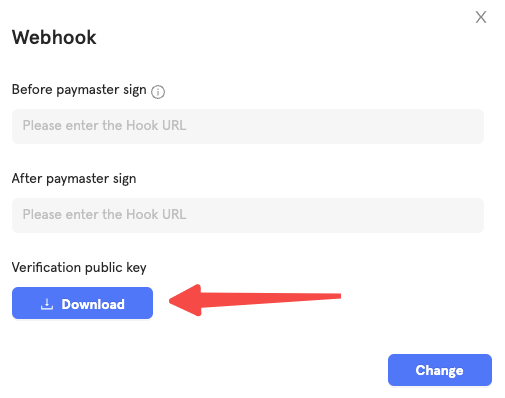 X
Webhook
Before paymaster sign
Please enter the Hook URL
After paymaster sign
Please enter the Hook URL
Verification public key
Download
Change